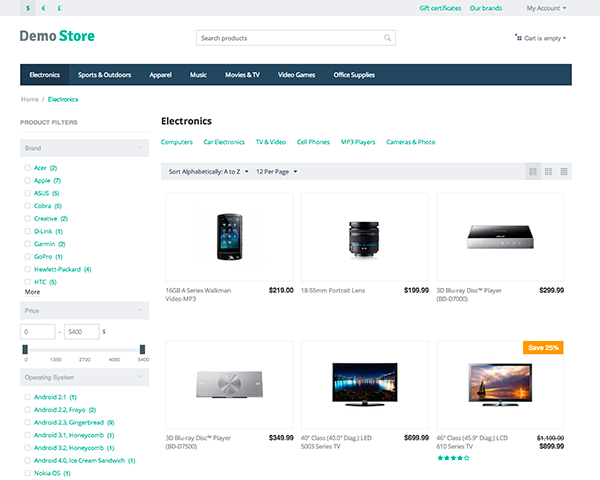 $ € £ Gift certificates Our brands My Account
Demo Store
Search products
Cart is empty
Electronics Sports & Outdoors Apparel Music Movies & TV Video Games Office Supplies
Home / Electronics
PRODUCT FILTERS
Brand
Acer (2)
Apple (7)
ASUS (5)
Cobra (5)
Creative (2)
D-Link (1)
Garmin (2)
GoPro (1)
Hewlett-Packard (4)
HTC (5)
More
Price
0 – 5400 $
0 1350 2700 4050 5400
Operating System
Android 2.1 (1)
Android 2.2, Froyo (2)
Android 2.3, Gingerbread (9)
Android 3.1, Honeycomb (1)
Android 3.2, Honeycomb (1)
Android 4.0, Ice Cream Sandwich (1)
Nokia OS (1)
Electronics
Computers Car Electronics TV & Video Cell Phones MP3 Players Cameras & Photo
Sort Alphabetically: A to Z 12 Per Page
16GB A Series Walkman
Video MP3
$219.00
18-55mm Portrait Lens
$199.99
3D Blu-ray Disc™ Player
(BD-D7000)
$299.99
3D Blu-ray Disc™ Player
(BD-D7500)
$349.99
40" Class (40.0" Diag.) LED
5003 Series TV
$699.99
Save 25%
46" Class (45.9" Diag.) LCD
610 Series TV
$1,199.99
$899.99